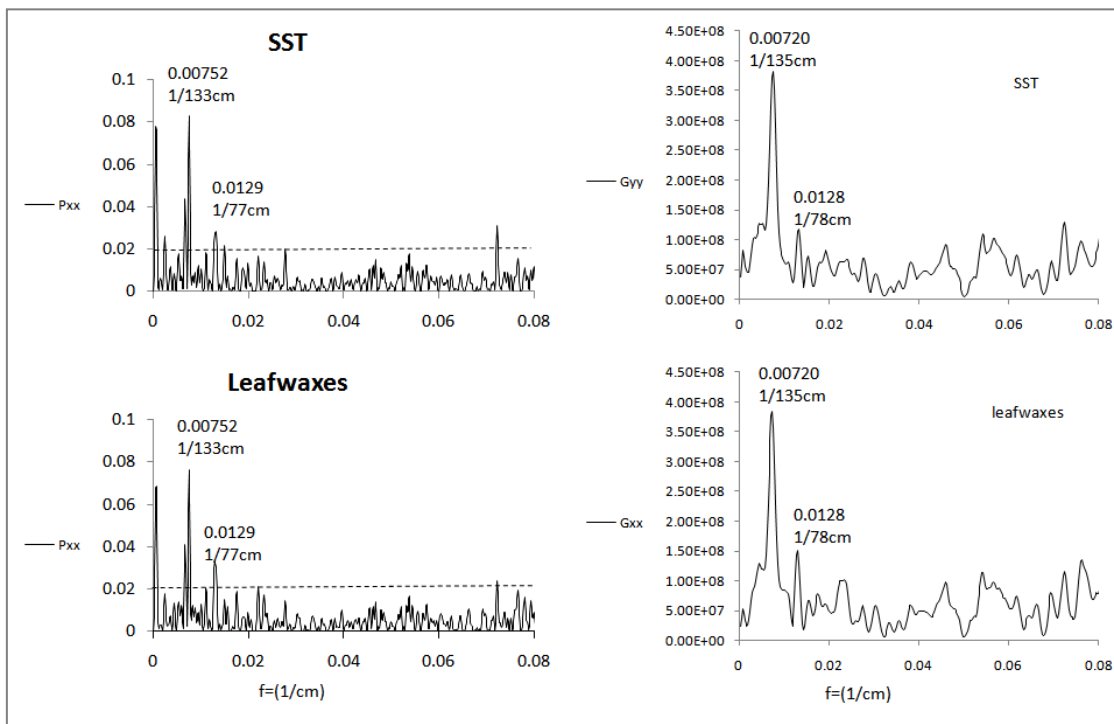 SST
0.00752
1/133cm
0.0129
1/77cm
0.1
0.08
0.06
0.04
0.02
0
Pxx
0 0.02 0.04 0.06 0.08
0.00720
1/135cm
SST
0.0128
1/78cm
4.50E+08
4.00E+08
3.50E+08
3.00E+08
2.50E+08
2.00E+08
1.50E+08
1.00E+08
5.00E+07
0.00E+00
Gyy
0 0.02 0.04 0.06 0.08
Leafwaxes
0.00752
1/133cm
0.0129
1/77cm
0.1
0.08
0.06
0.04
0.02
0
Pxx
0 0.02 0.04 0.06 0.08
f=(1/cm)
0.00720
1/135cm
leafwaxes
0.0128
1/78cm
4.50E+08
4.00E+08
3.50E+08
3.00E+08
2.50E+08
2.00E+08
1.50E+08
1.00E+08
5.00E+07
0.00E+00
Gxx
0 0.02 0.04 0.06 0.08
f=(1/cm)